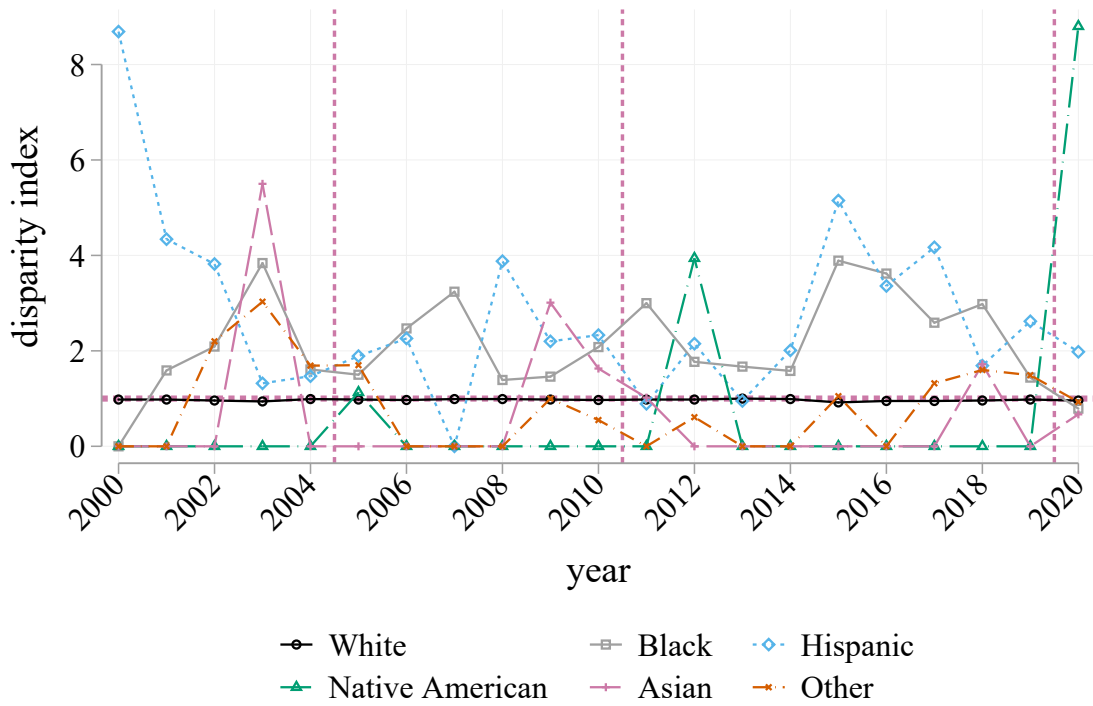 8
6
4
2
0
disparity index
2000 2002 2004 2006 2008 2010 2012 2014 2016 2018 2020
year
White Black Hispanic
Native American Asian Other